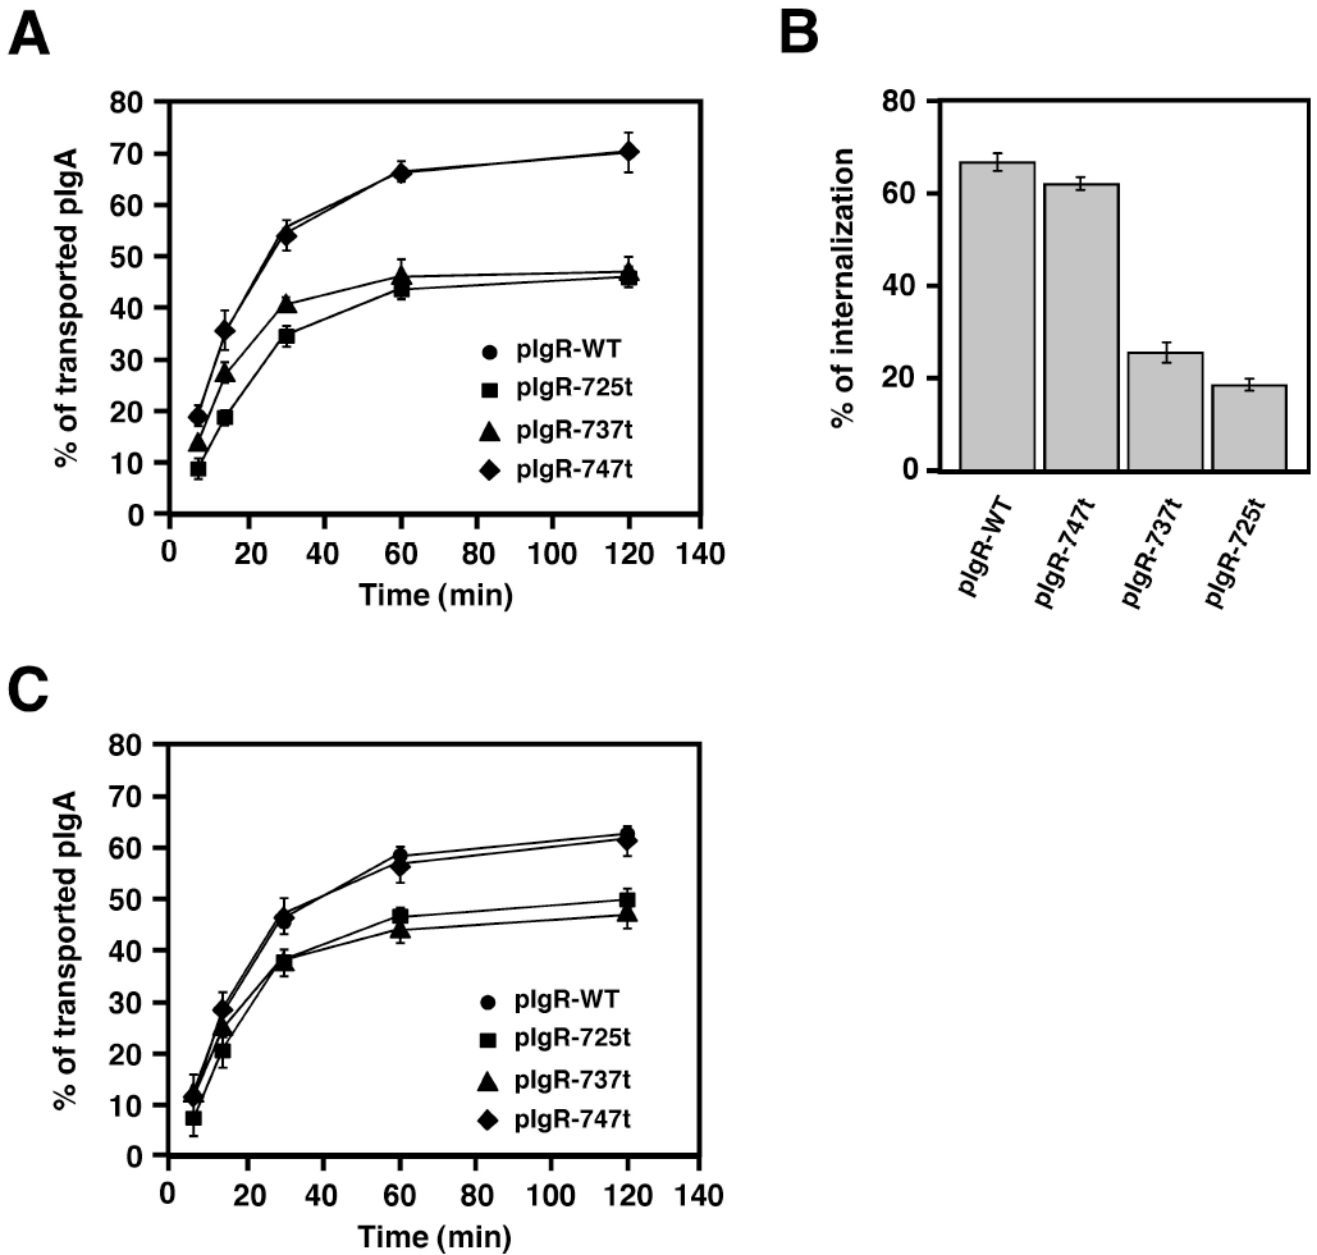 A
80
70
60
50
40
30
20
10
0
% of transported pIgA
pIgR-WT
pIgR-725t
pIgR-737t
pIgR-747t
0 20 40 60 80 100 120 140
Time (min)
B
80
60
40
20
0
% of internalization
pIgR-WT
pIgR-747t
pIgR-737t
pIgR-725t
C
80
70
60
50
40
30
20
10
0
% of transported pIgA
pIgR-WT
pIgR-725t
pIgR-737t
pIgR-747t
0 20 40 60 80 100 120 140
Time (min)